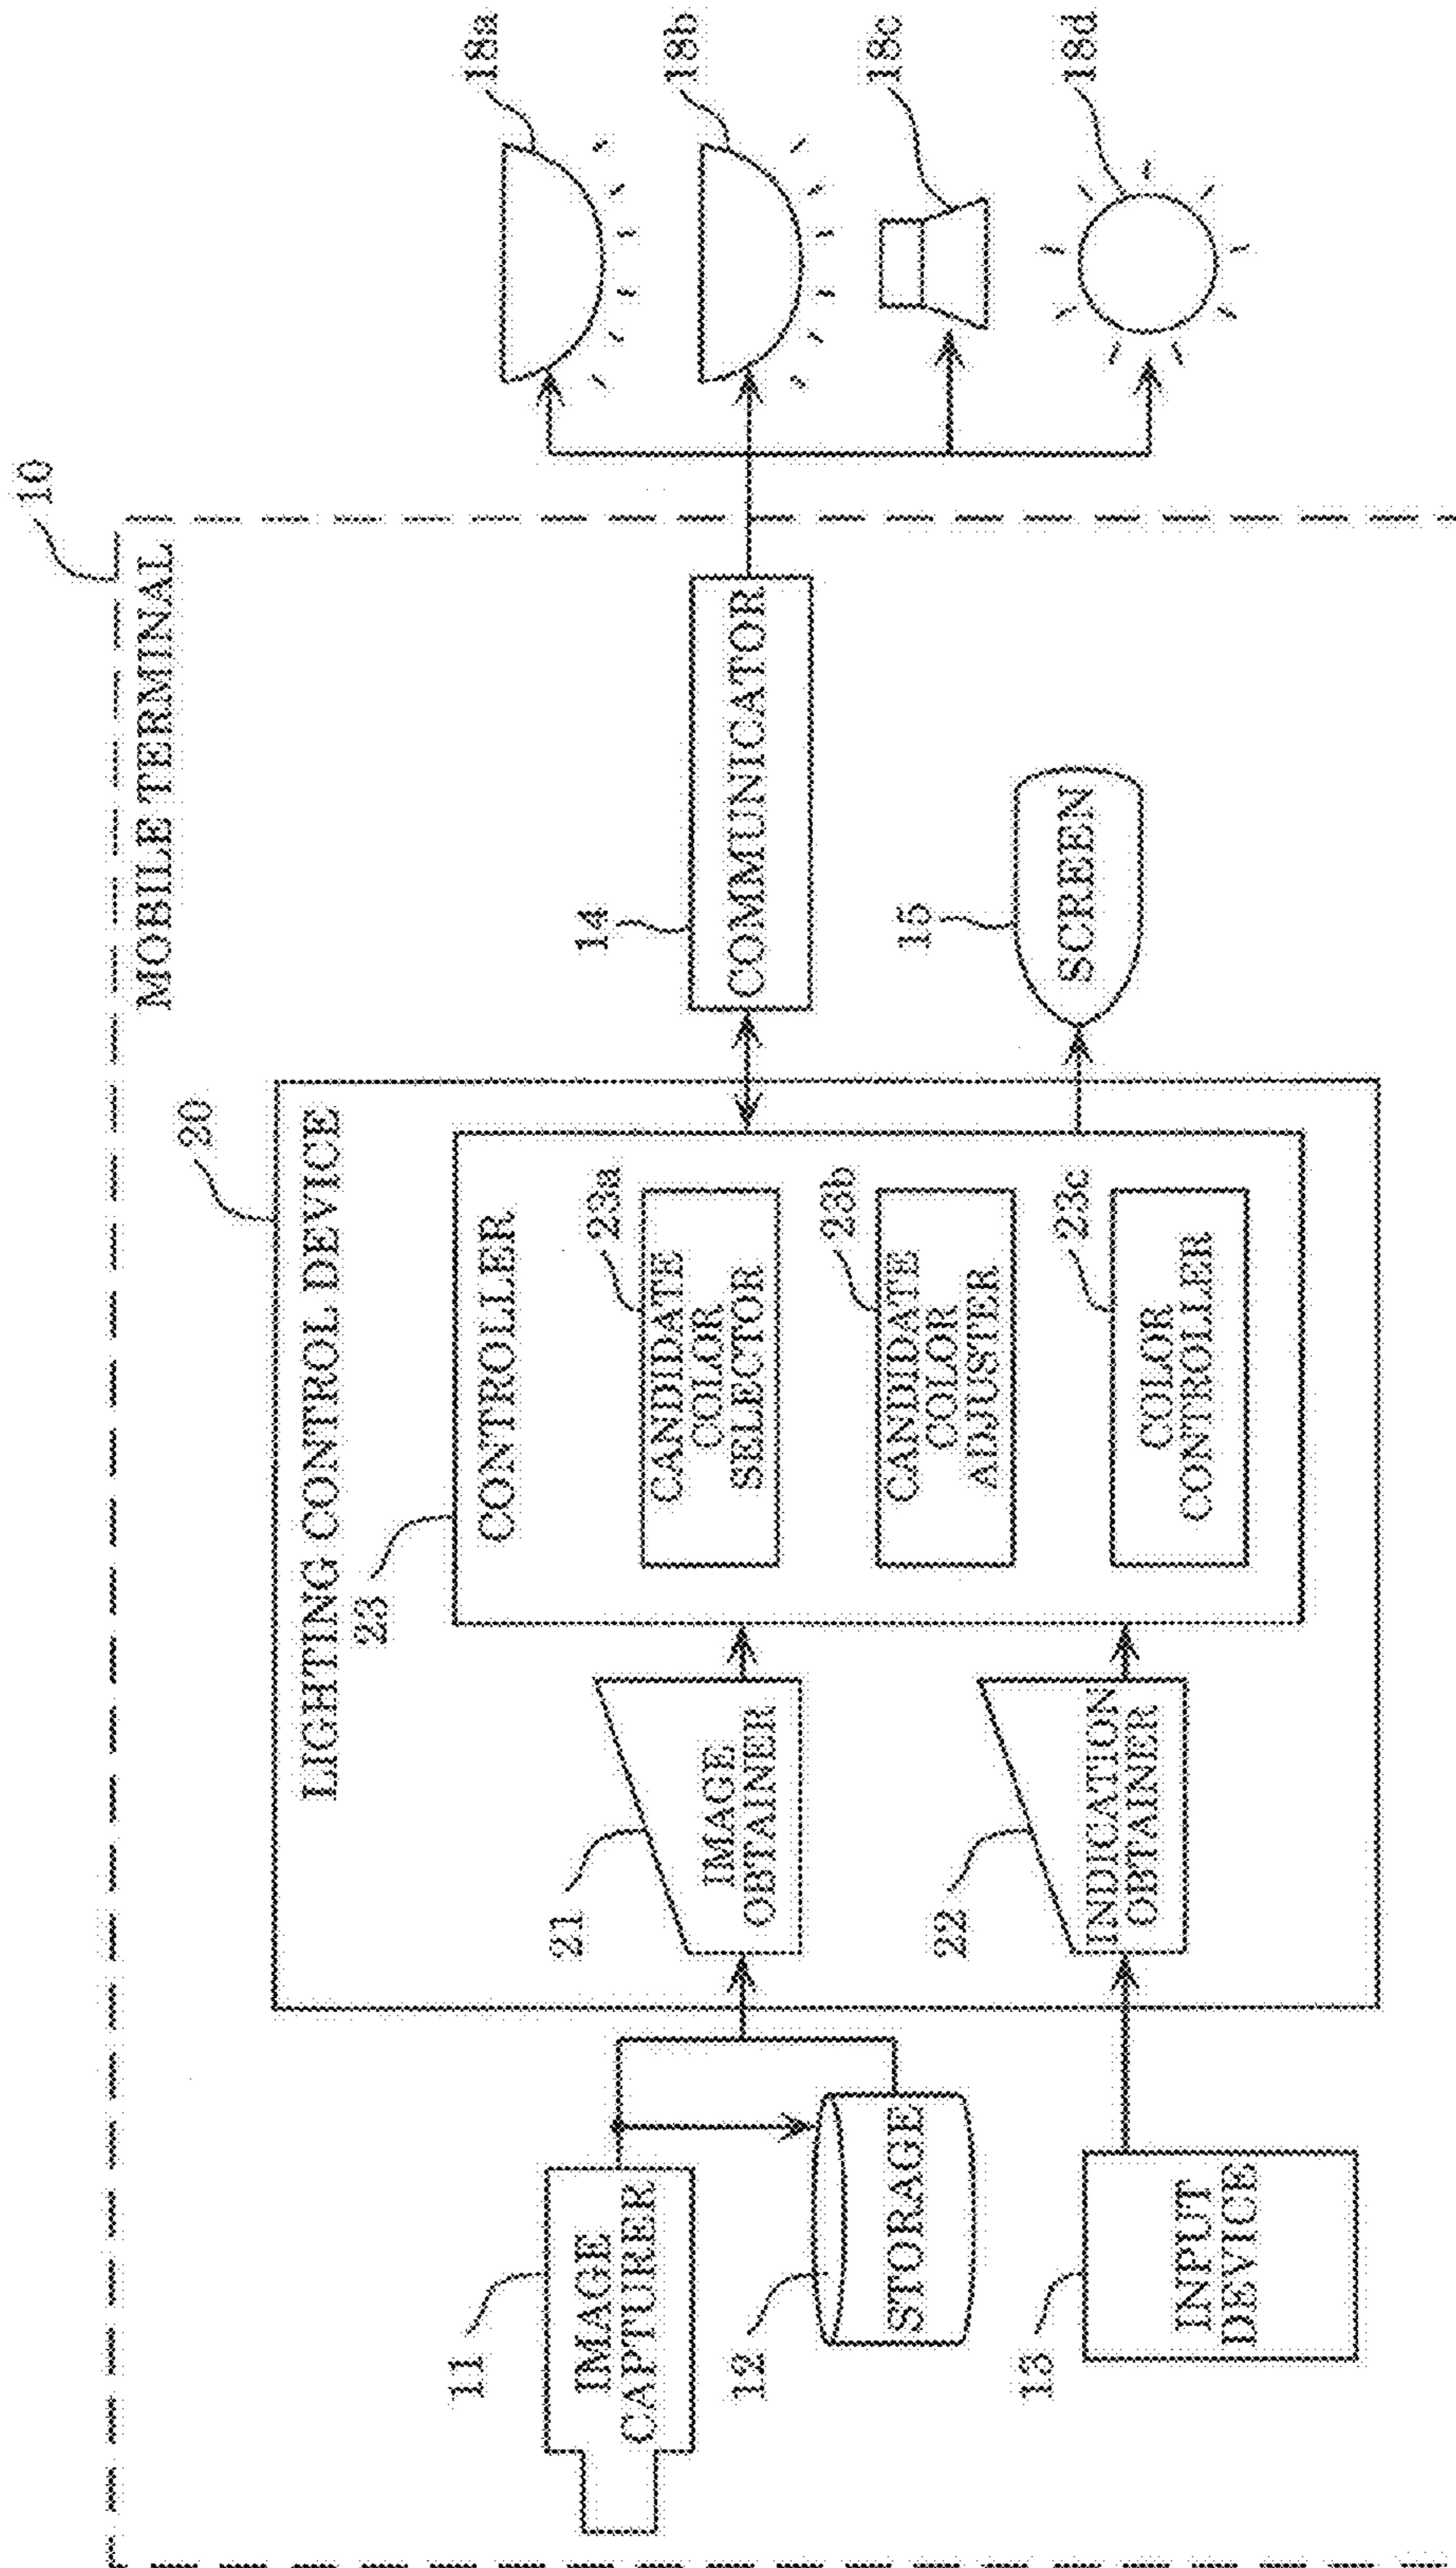 10
MOBILE TERMINAL
20
LIGHTING CONTROL DEVICE
23
CONTROLLER
11
IMAGE
CAPTURER
21
IMAGE
OBTAINER
23a
CANDIDATE
COLOR
SELECTOR
14
COMMUNICATOR
18a
18b
12
STORAGE
23b
CANDIDATE
COLOR
ADJUSTER
15
SCREEN
18c
18d
13
INPUT
DEVICE
22
INDICATION
OBTAINER
23c
COLOR
CONTROLLER